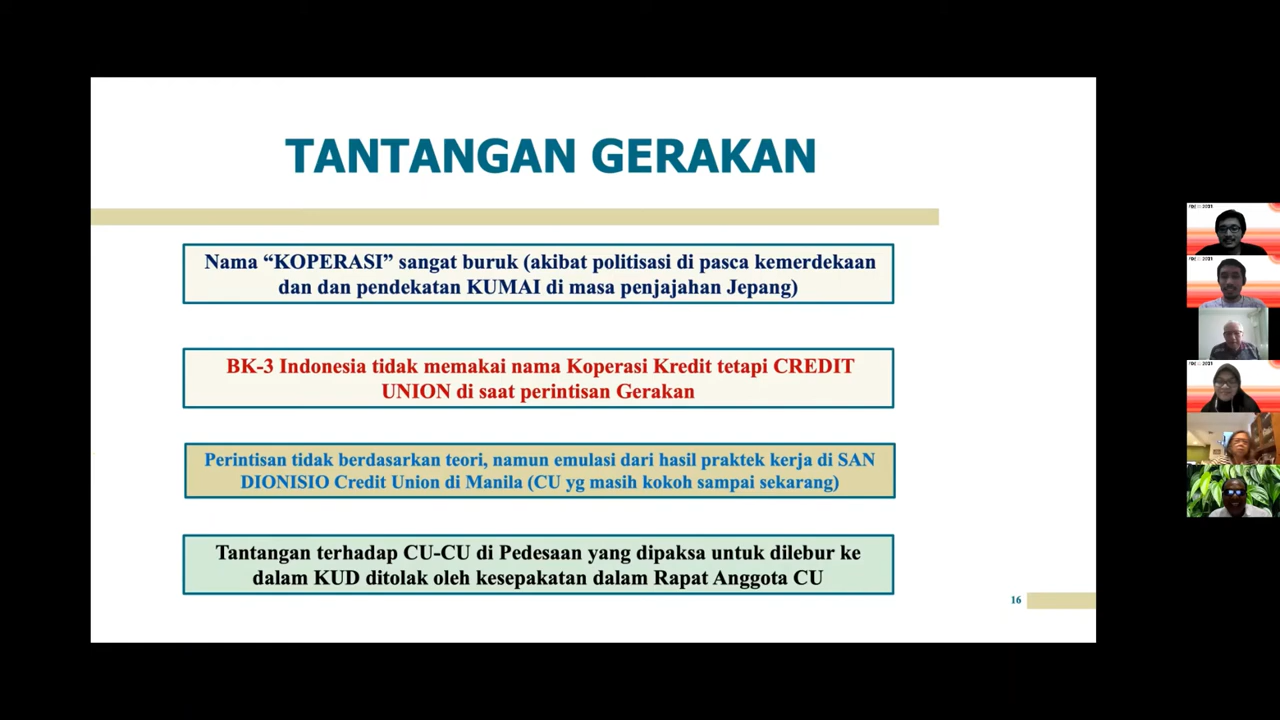 TANTANGAN GERAKAN
Nama “KOPERASI” sangat buruk (akibat politisasi di pasca kemerdekaan
dan dan pendekatan KUMAI di masa penjajahan Jepang)
BK-3 Indonesia tidak memakai nama Koperasi Kredit tetapi CREDIT
UNION di saat perintisan Gerakan
Perintisan tidak berdasarkan teori, namun emulasi dari hasil praktek kerja di SAN
DIONISIO Credit Union di Manila (CU yg masih kokoh sampai sekarang)
Tantangan terhadap CU-CU di Pedesaan yang dipaksa untuk dilebur ke
dalam KUD ditolak oleh kesepakatan dalam Rapat Anggota CU
16